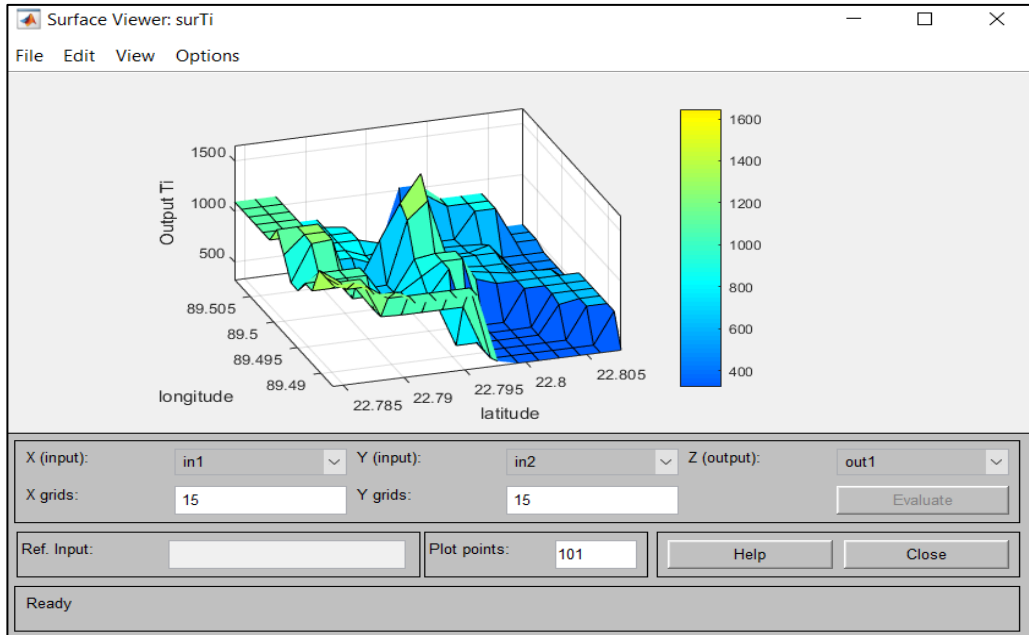 Surface Viewer: surTi
File Edit View Options
1500
1000
500
Output Ti
89.505
89.5
89.495
89.49
longitude
22.785 22.79 22.795 22.8 22.805
latitude
1600
1400
1200
1000
800
600
400
X (input): in1 Y (input): in2 Z (output): out1
X grids: 15 Y grids: 15 Evaluate
Ref. Input: Plot points: 101 Help Close
Ready